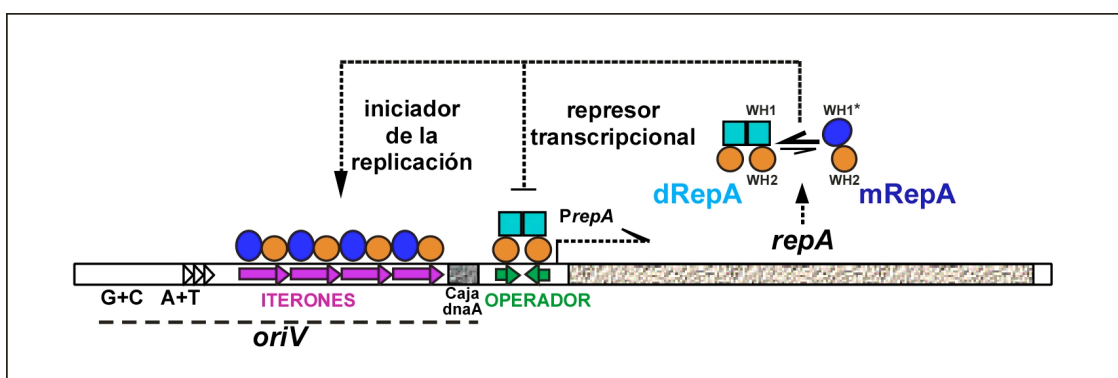 iniciador
de la
replicación
represor
transcripcional
WH1
WH1*
WH2
WH2
dRepA
mRepA
PrepA
repA
G+C
A+T
ITERONES
Caja
dnaA
OPERADOR
oriV